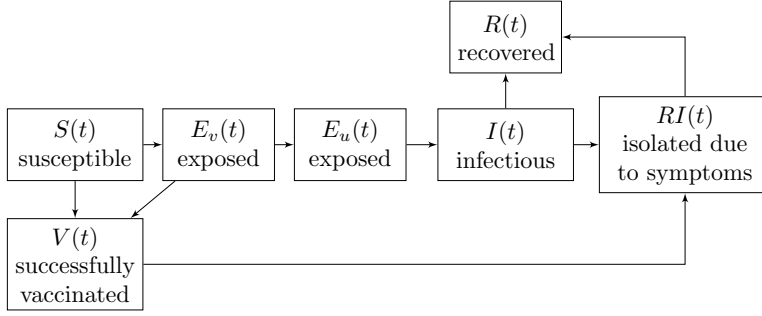 R(t)
recovered
S(t)
susceptible
E_v(t)
exposed
E_u(t)
exposed
I(t)
infectious
RI(t)
isolated due
to symptoms
V(t)
successfully
vaccinated